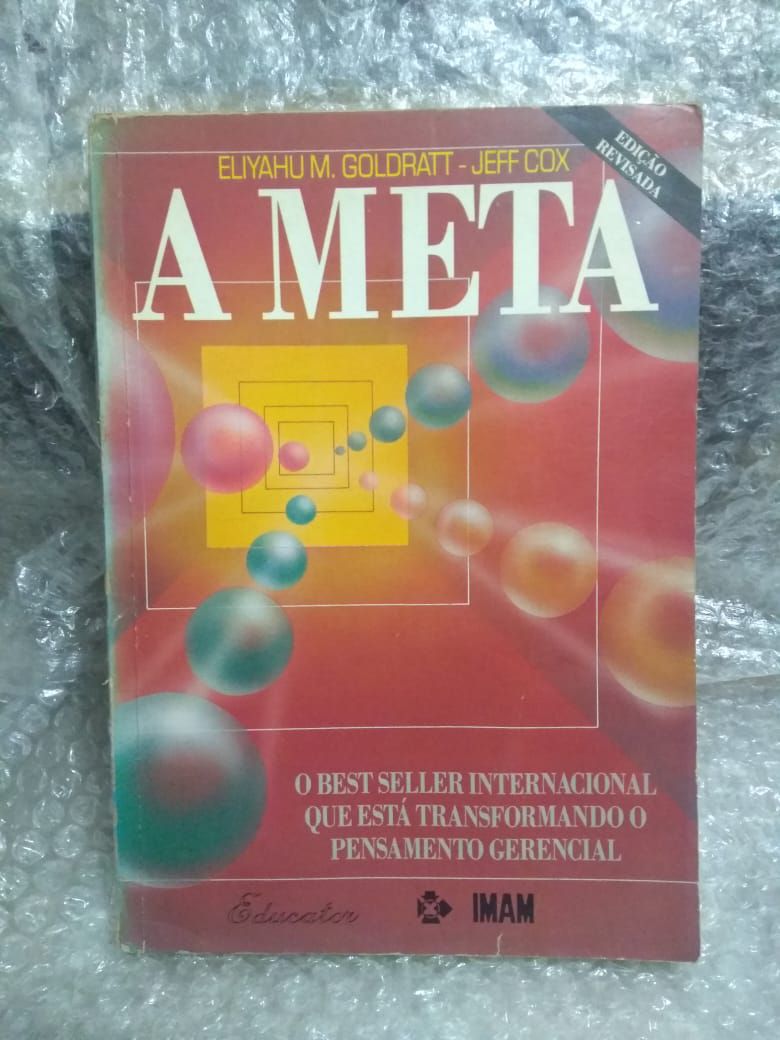 EDIÇÃO
REVISADA
ELIYAHU M. GOLDRATT - JEFF COX
A META
O BEST SELLER INTERNACIONAL
QUE ESTÁ TRANSFORMANDO O
PENSAMENTO GERENCIAL
Educator IMAM